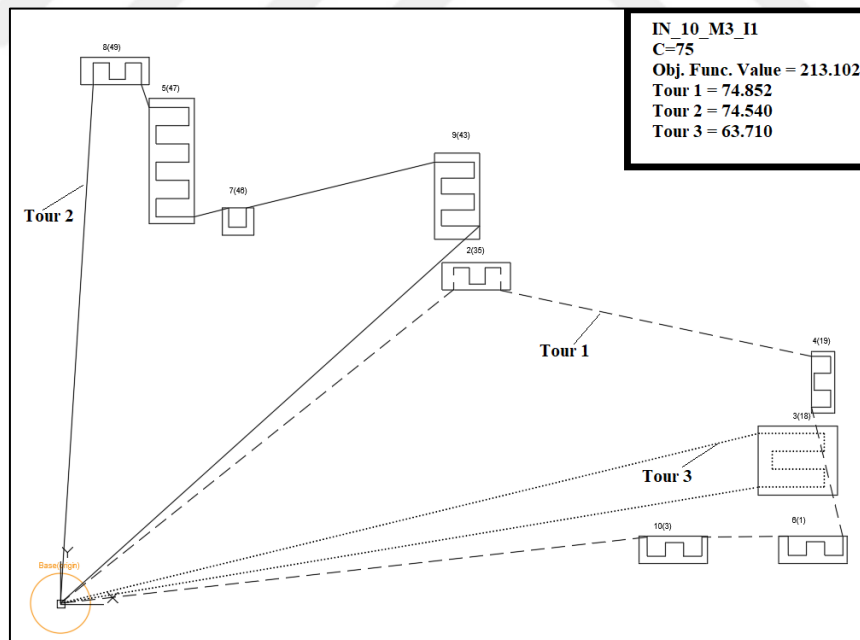 IN_10_M3_I1
C=75
Obj. Func. Value = 213.102
Tour 1 = 74.852
Tour 2 = 74.540
Tour 3 = 63.710
8(49)
5(47)
9(43)
7(46)
Tour 2
2(35)
Tour 1
4(19)
3(18)
Tour 3
10(3)
6(1)
Y
Base(origin)
X